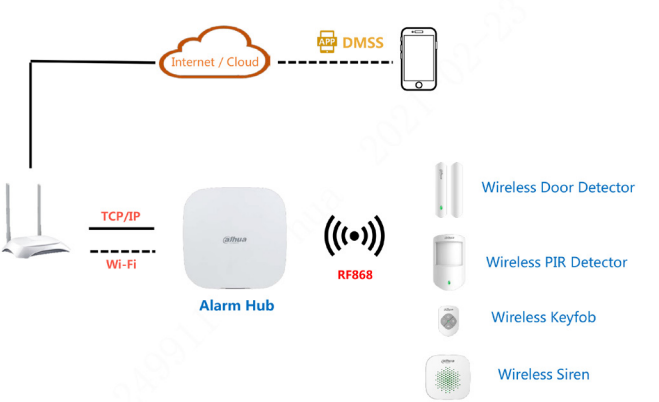 APP DMSS
Internet / Cloud
TCP/IP
Wi-Fi
alhua
Alarm Hub
RF868
Wireless Door Detector
Wireless PIR Detector
Wireless Keyfob
Wireless Siren